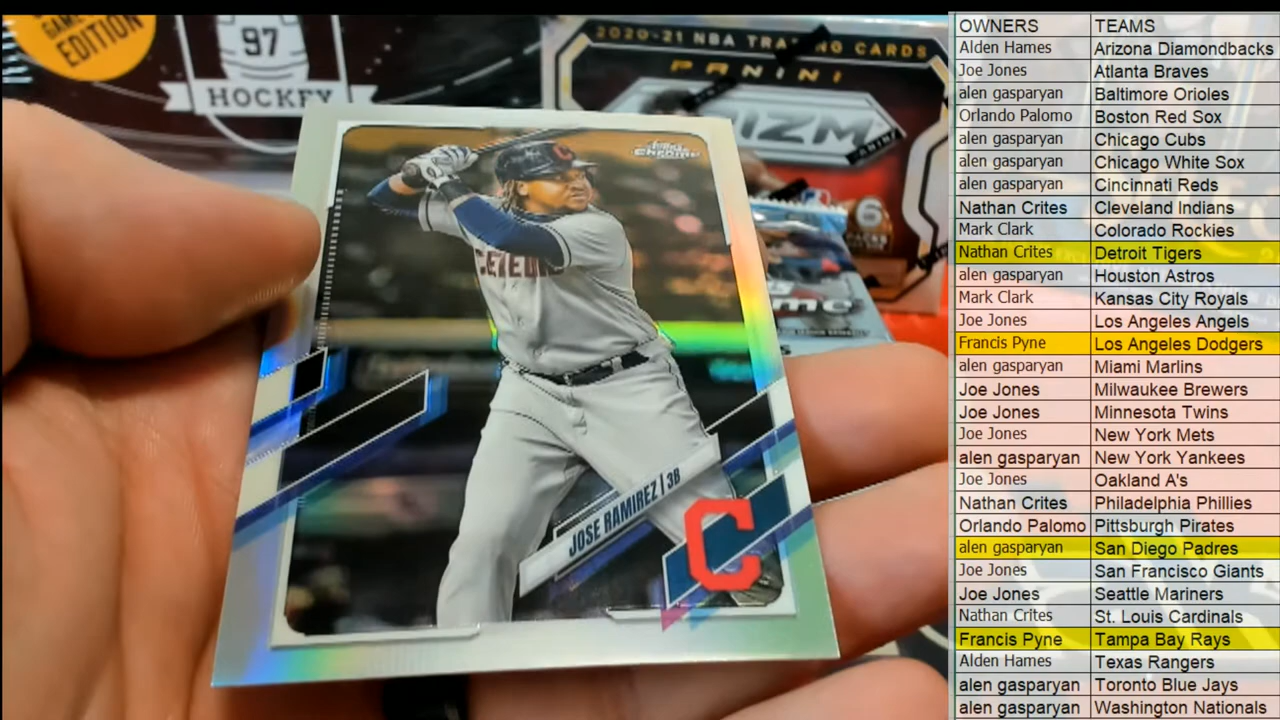 EDITION
97
HOCKEY
2020-21 NBA TRADING CARDS
PANINI
PRIZM
6
Topps
Chrome
C
JOSE RAMIREZ | 3B
C
OWNERS TEAMS
Alden Hames Arizona Diamondbacks
Joe Jones Atlanta Braves
alen gasparyan Baltimore Orioles
Orlando Palomo Boston Red Sox
alen gasparyan Chicago Cubs
alen gasparyan Chicago White Sox
alen gasparyan Cincinnati Reds
Nathan Crites Cleveland Indians
Mark Clark Colorado Rockies
Nathan Crites Detroit Tigers
alen gasparyan Houston Astros
Mark Clark Kansas City Royals
Joe Jones Los Angeles Angels
Francis Pyne Los Angeles Dodgers
alen gasparyan Miami Marlins
Joe Jones Milwaukee Brewers
Joe Jones Minnesota Twins
Joe Jones New York Mets
alen gasparyan New York Yankees
Joe Jones Oakland A's
Nathan Crites Philadelphia Phillies
Orlando Palomo Pittsburgh Pirates
alen gasparyan San Diego Padres
Joe Jones San Francisco Giants
Joe Jones Seattle Mariners
Nathan Crites St. Louis Cardinals
Francis Pyne Tampa Bay Rays
Alden Hames Texas Rangers
alen gasparyan Toronto Blue Jays
alen gasparyan Washington Nationals